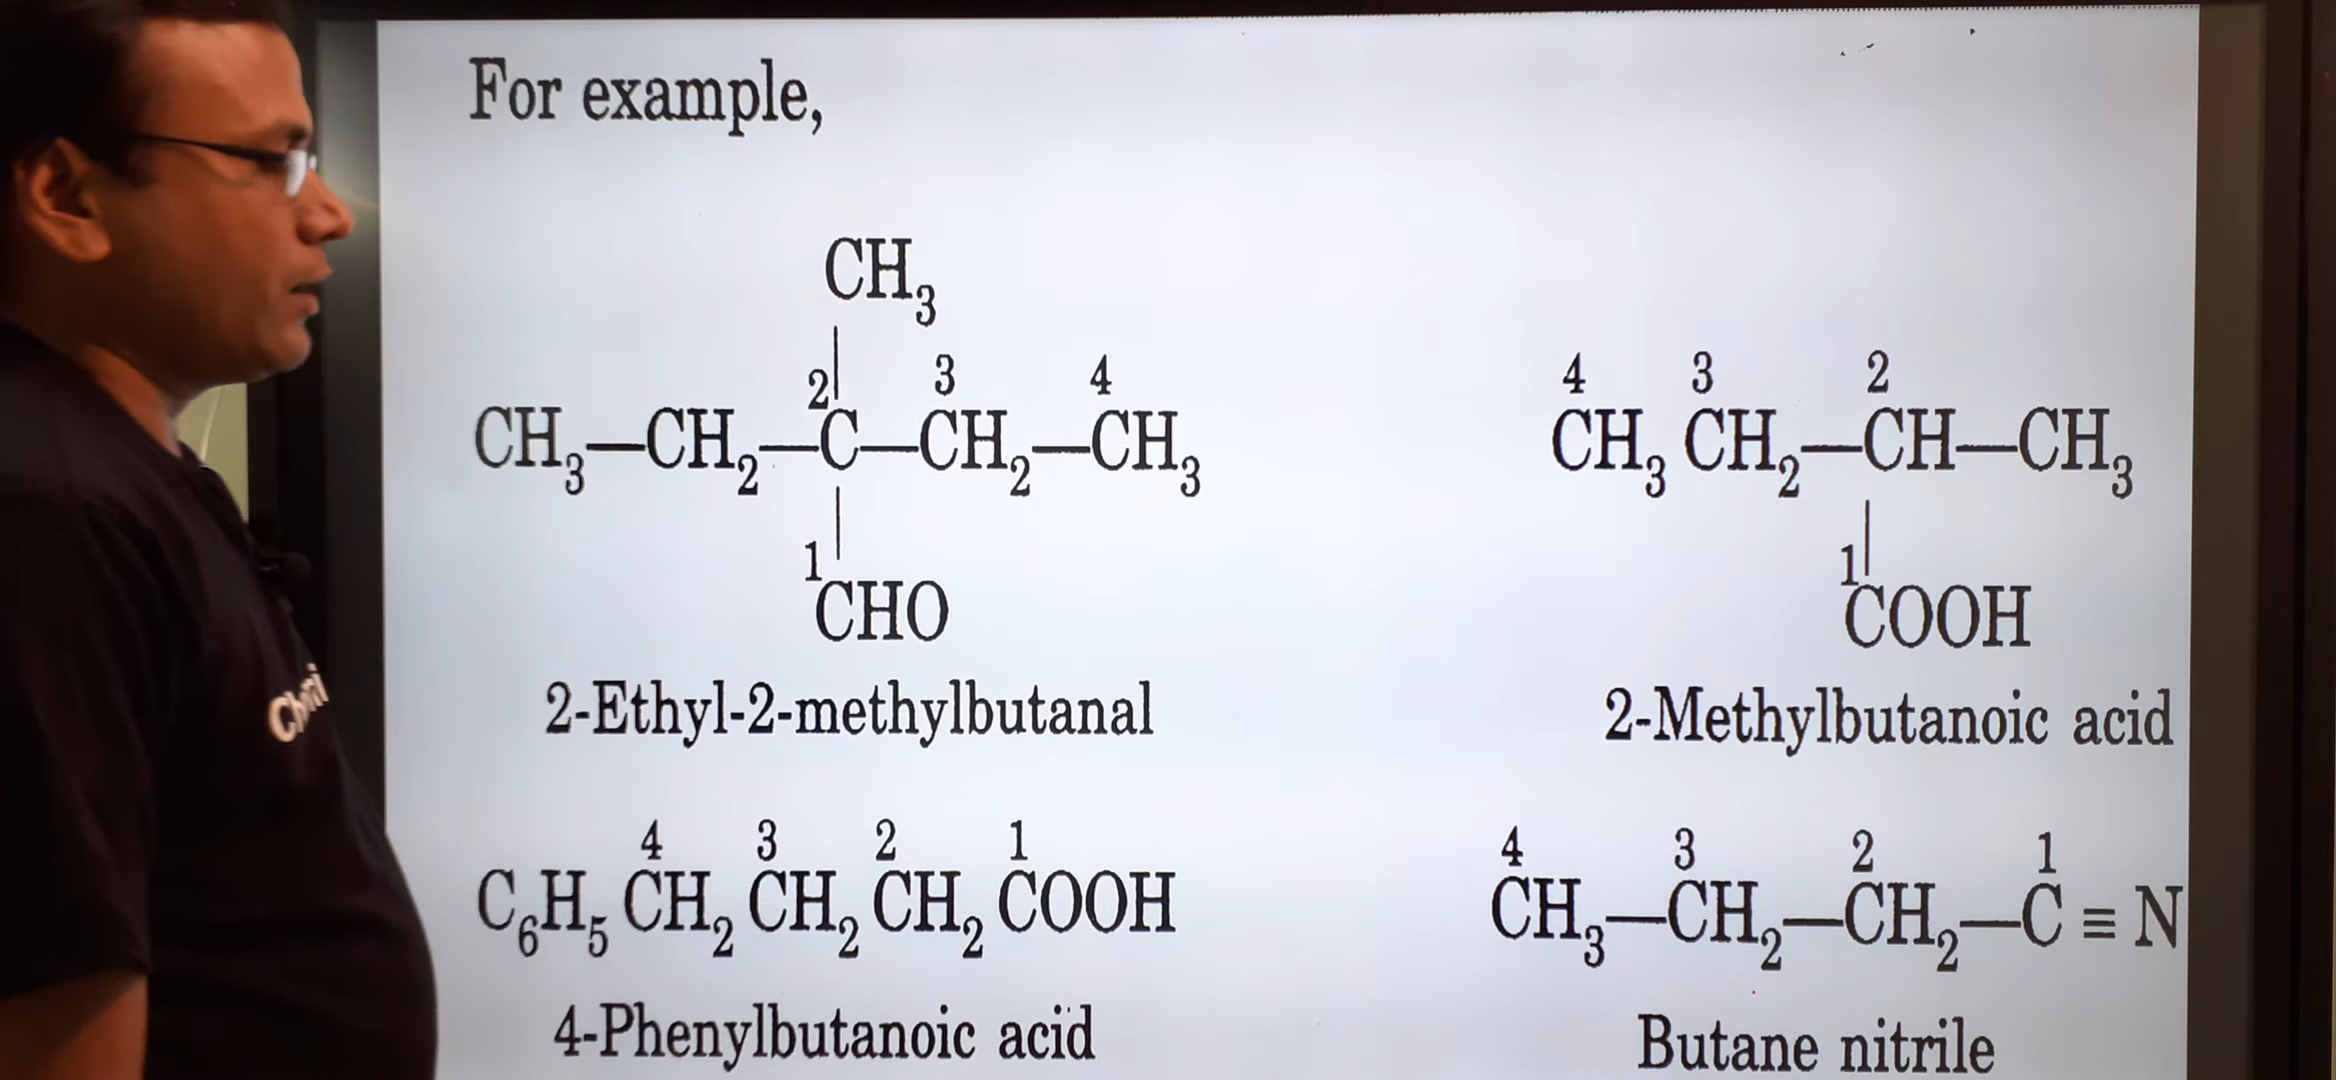 For example,
CH₃
2 3 4
CH₃—CH₂—C—CH₂—CH₃
1
CHO
2-Ethyl-2-methylbutanal
4 3 2
CH₃ CH₂—CH—CH₃
1
COOH
2-Methylbutanoic acid
4 3 2 1
C₆H₅ CH₂ CH₂ CH₂ COOH
4-Phenylbutanoic acid
4 3 2 1
CH₃—CH₂—CH₂—C ≡ N
Butane nitrile